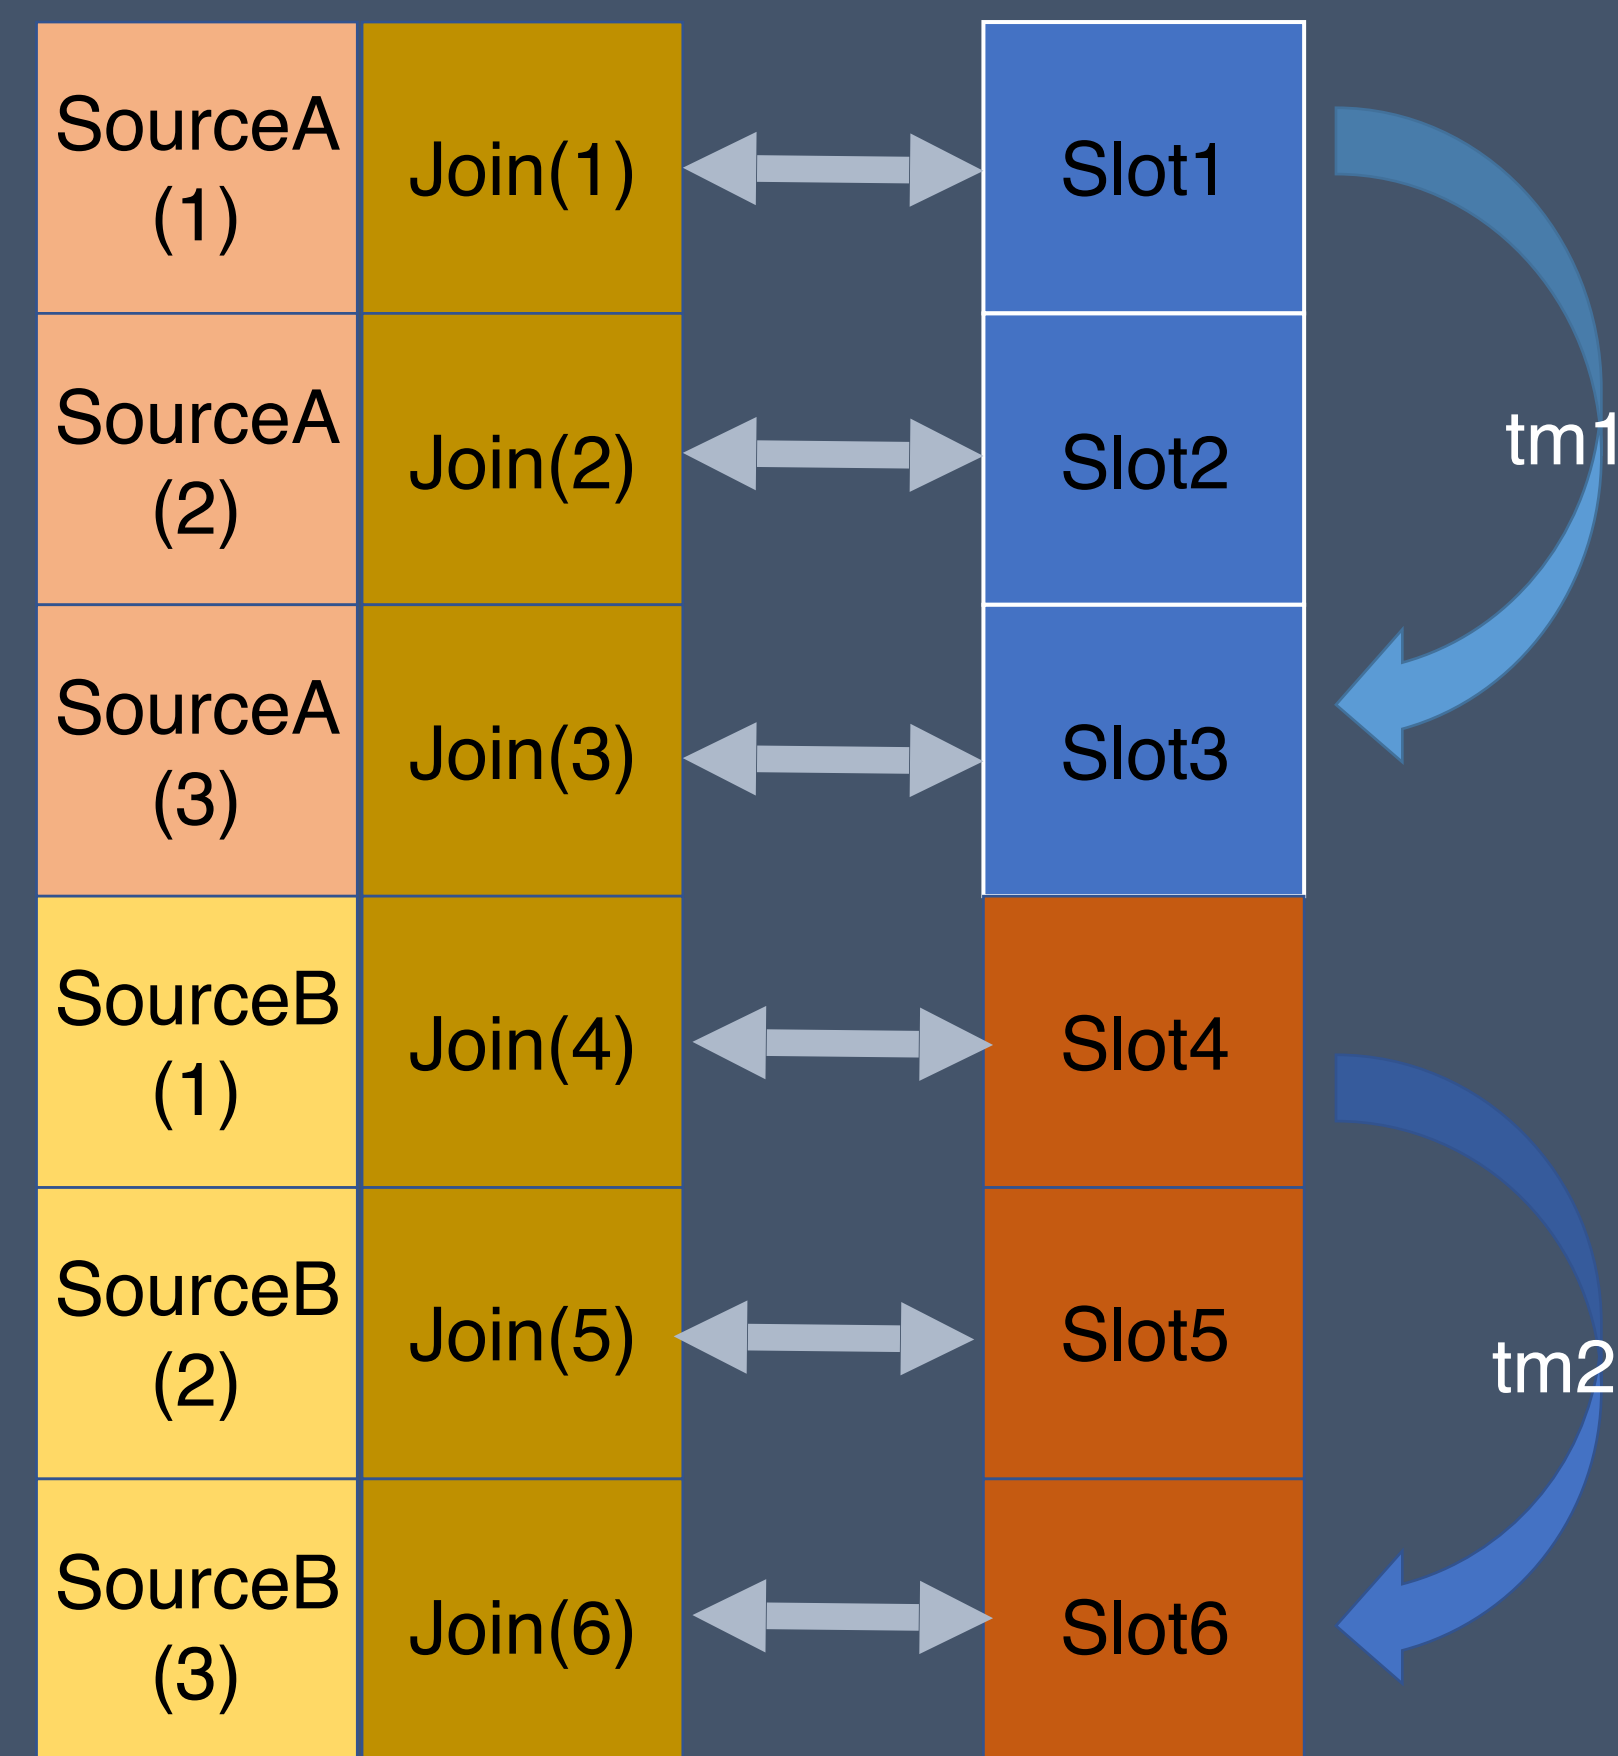 SourceA
(1)
Join(1)
Slot1
SourceA
(2)
Join(2)
Slot2
tm1
SourceA
(3)
Join(3)
Slot3
SourceB
(1)
Join(4)
Slot4
SourceB
(2)
Join(5)
Slot5
tm2
SourceB
(3)
Join(6)
Slot6